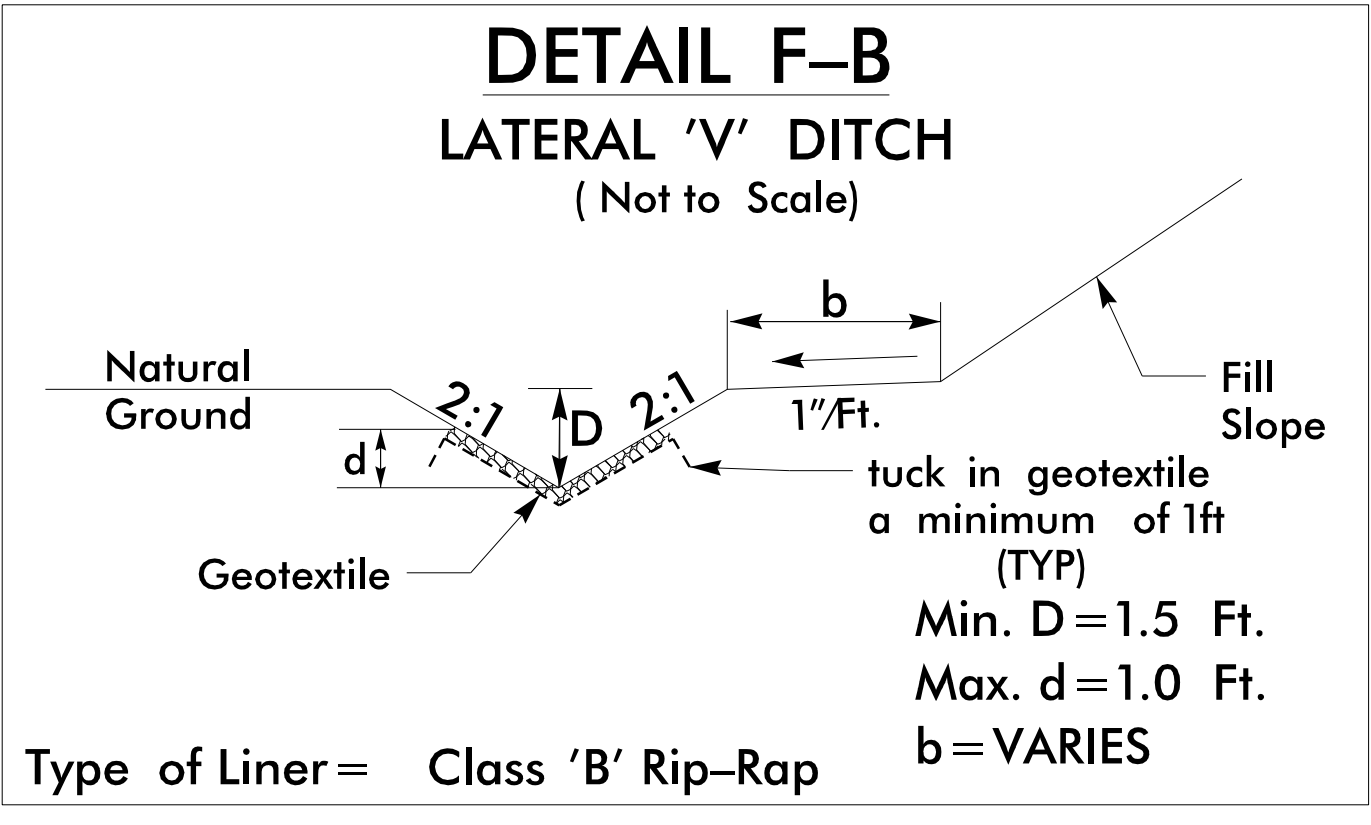 DETAIL F–B
LATERAL 'V' DITCH
( Not to Scale)
b
Natural
Ground
2:1
D
2:1
1"/Ft.
Fill
Slope
d
tuck in geotextile
a minimum of 1ft
(TYP)
Geotextile
Min. D = 1.5 Ft.
Max. d = 1.0 Ft.
b = VARIES
Type of Liner = Class 'B' Rip–Rap